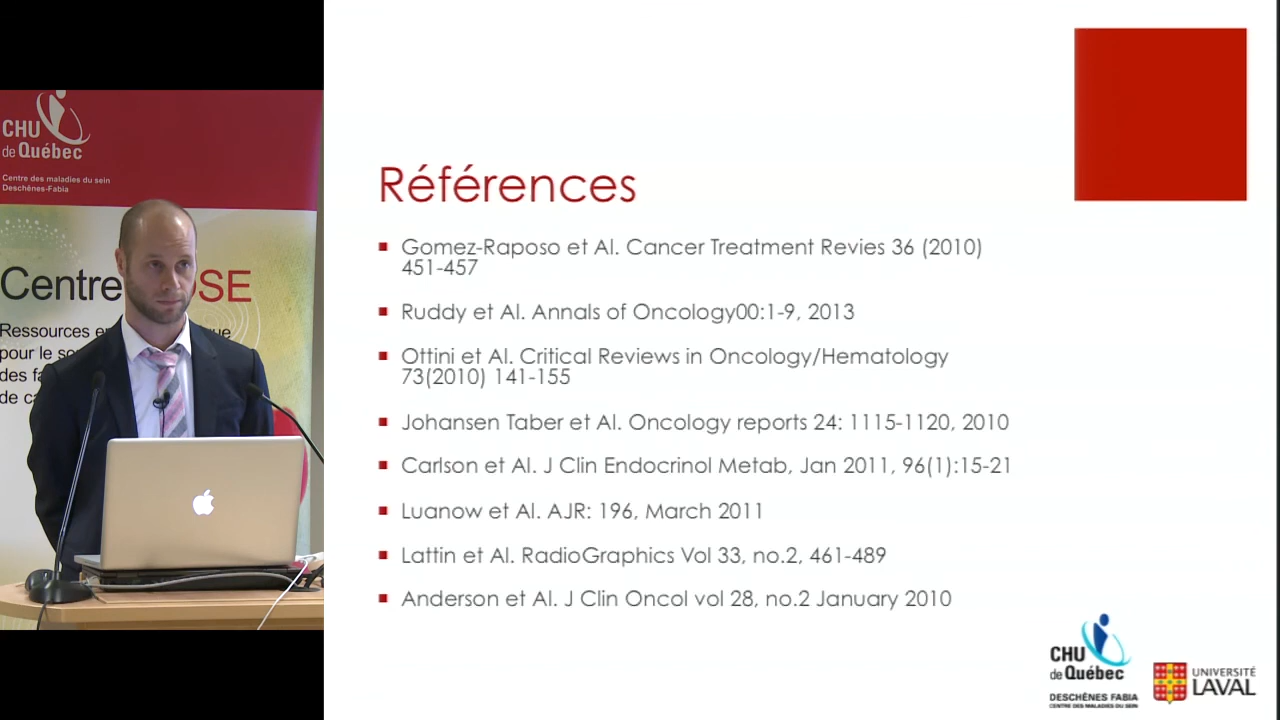 CHU
de Québec
Centre des maladies du sein
Deschênes-Fabia
Centre SE
Ressources
pour le
des
de
Références
Gomez-Raposo et Al. Cancer Treatment Revies 36 (2010)
451-457
Ruddy et Al. Annals of Oncology00:1-9, 2013
Ottini et Al. Critical Reviews in Oncology/Hematology
73(2010) 141-155
Johansen Taber et Al. Oncology reports 24: 1115-1120, 2010
Carlson et Al. J Clin Endocrinol Metab, Jan 2011, 96(1):15-21
Luanow et Al. AJR: 196, March 2011
Lattin et Al. RadioGraphics Vol 33, no.2, 461-489
Anderson et Al. J Clin Oncol vol 28, no.2 January 2010
CHU
de Québec
DESCHÊNES FABIA
CENTRE DES MALADIES DU SEIN
UNIVERSITÉ
LAVAL